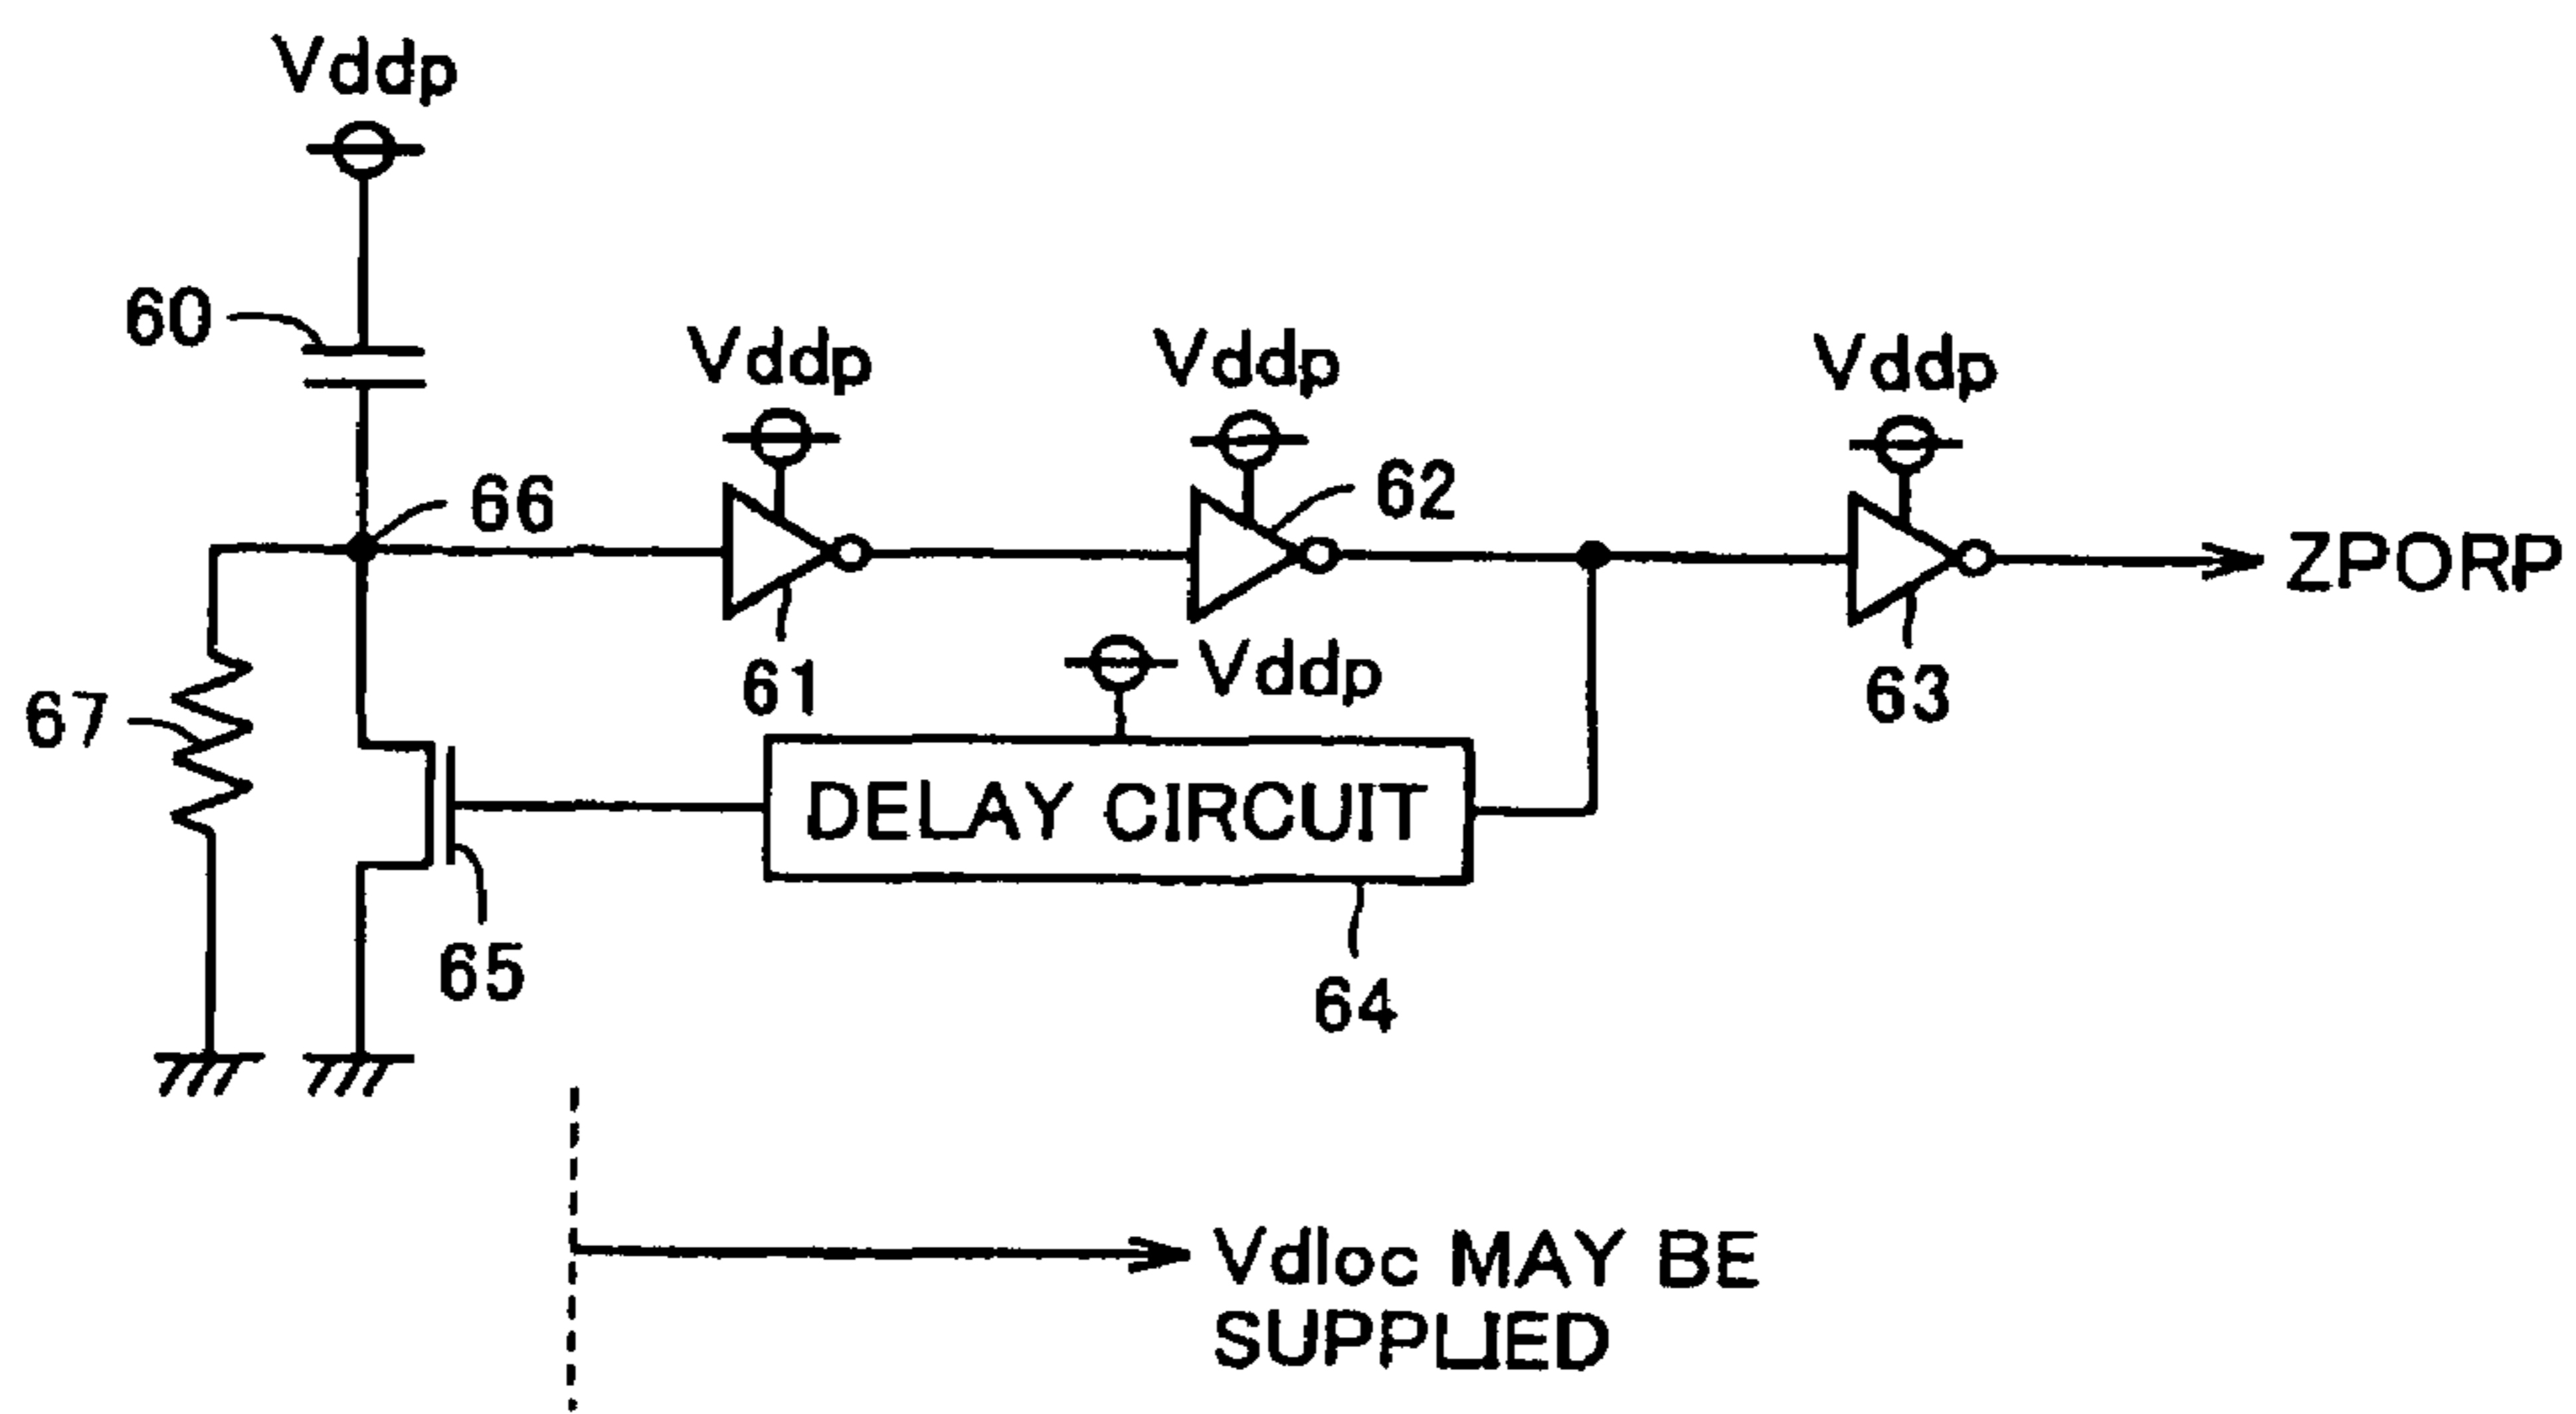 Vddp
60
Vddp
Vddp
Vddp
66
62
ZPORP
61
Vddp
63
67
DELAY CIRCUIT
65
64
Vdloc MAY BE
SUPPLIED